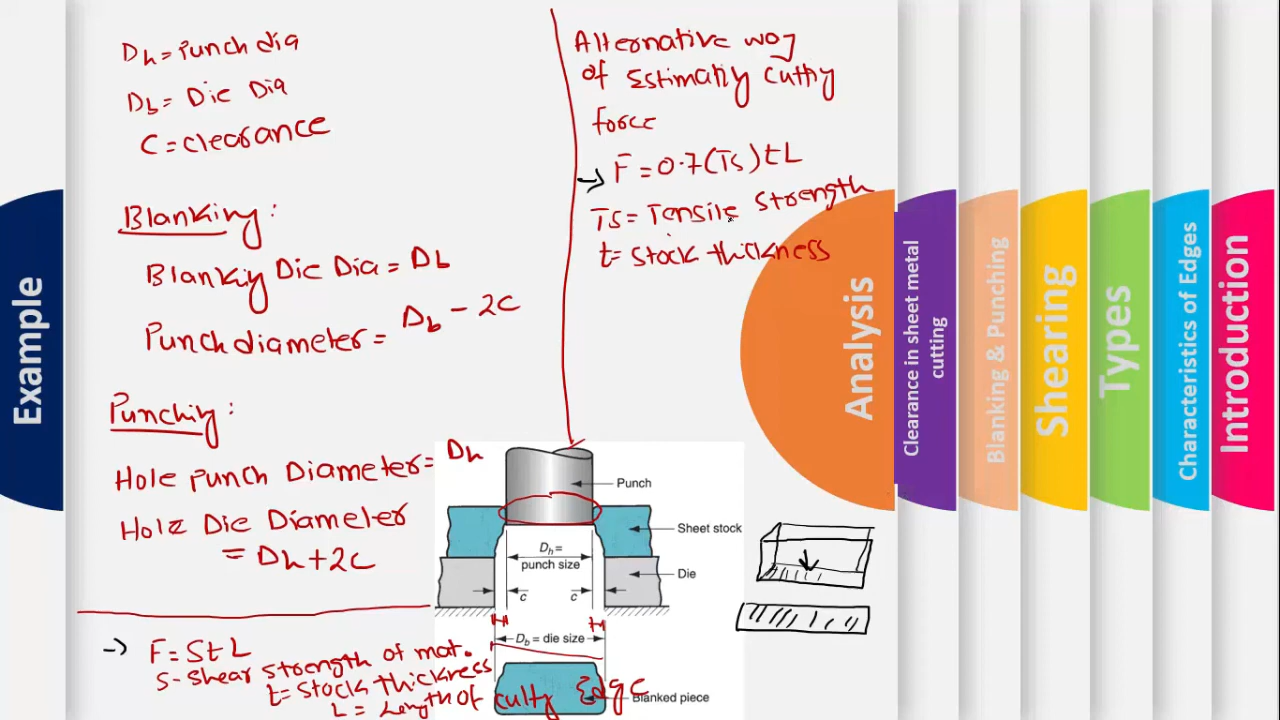 Dh = Punch dia
Db = Die Dia
C = clearance
Blanking :
Blanking Die Dia = Db
Punch diameter = Db - 2C
Punching :
Hole Punch Diameter = Dh
Hole Die Diameter
= Dh + 2C
→ F = StL
S - Shear strength of mat.
t = Stock thickness
L = Length of cutting Edge
Alternative way
of Estimating cutting
force
→ F = 0.7(Ts) t L
Ts = Tensile Strength
t = Stock thickness
Punch
Sheet stock
Dh =
punch size
Die
c c
Db = die size
Blanked piece
Example
Analysis
Clearance in sheet metal
cutting
Blanking & Punching
Shearing
Types
Characteristics of Edges
Introduction